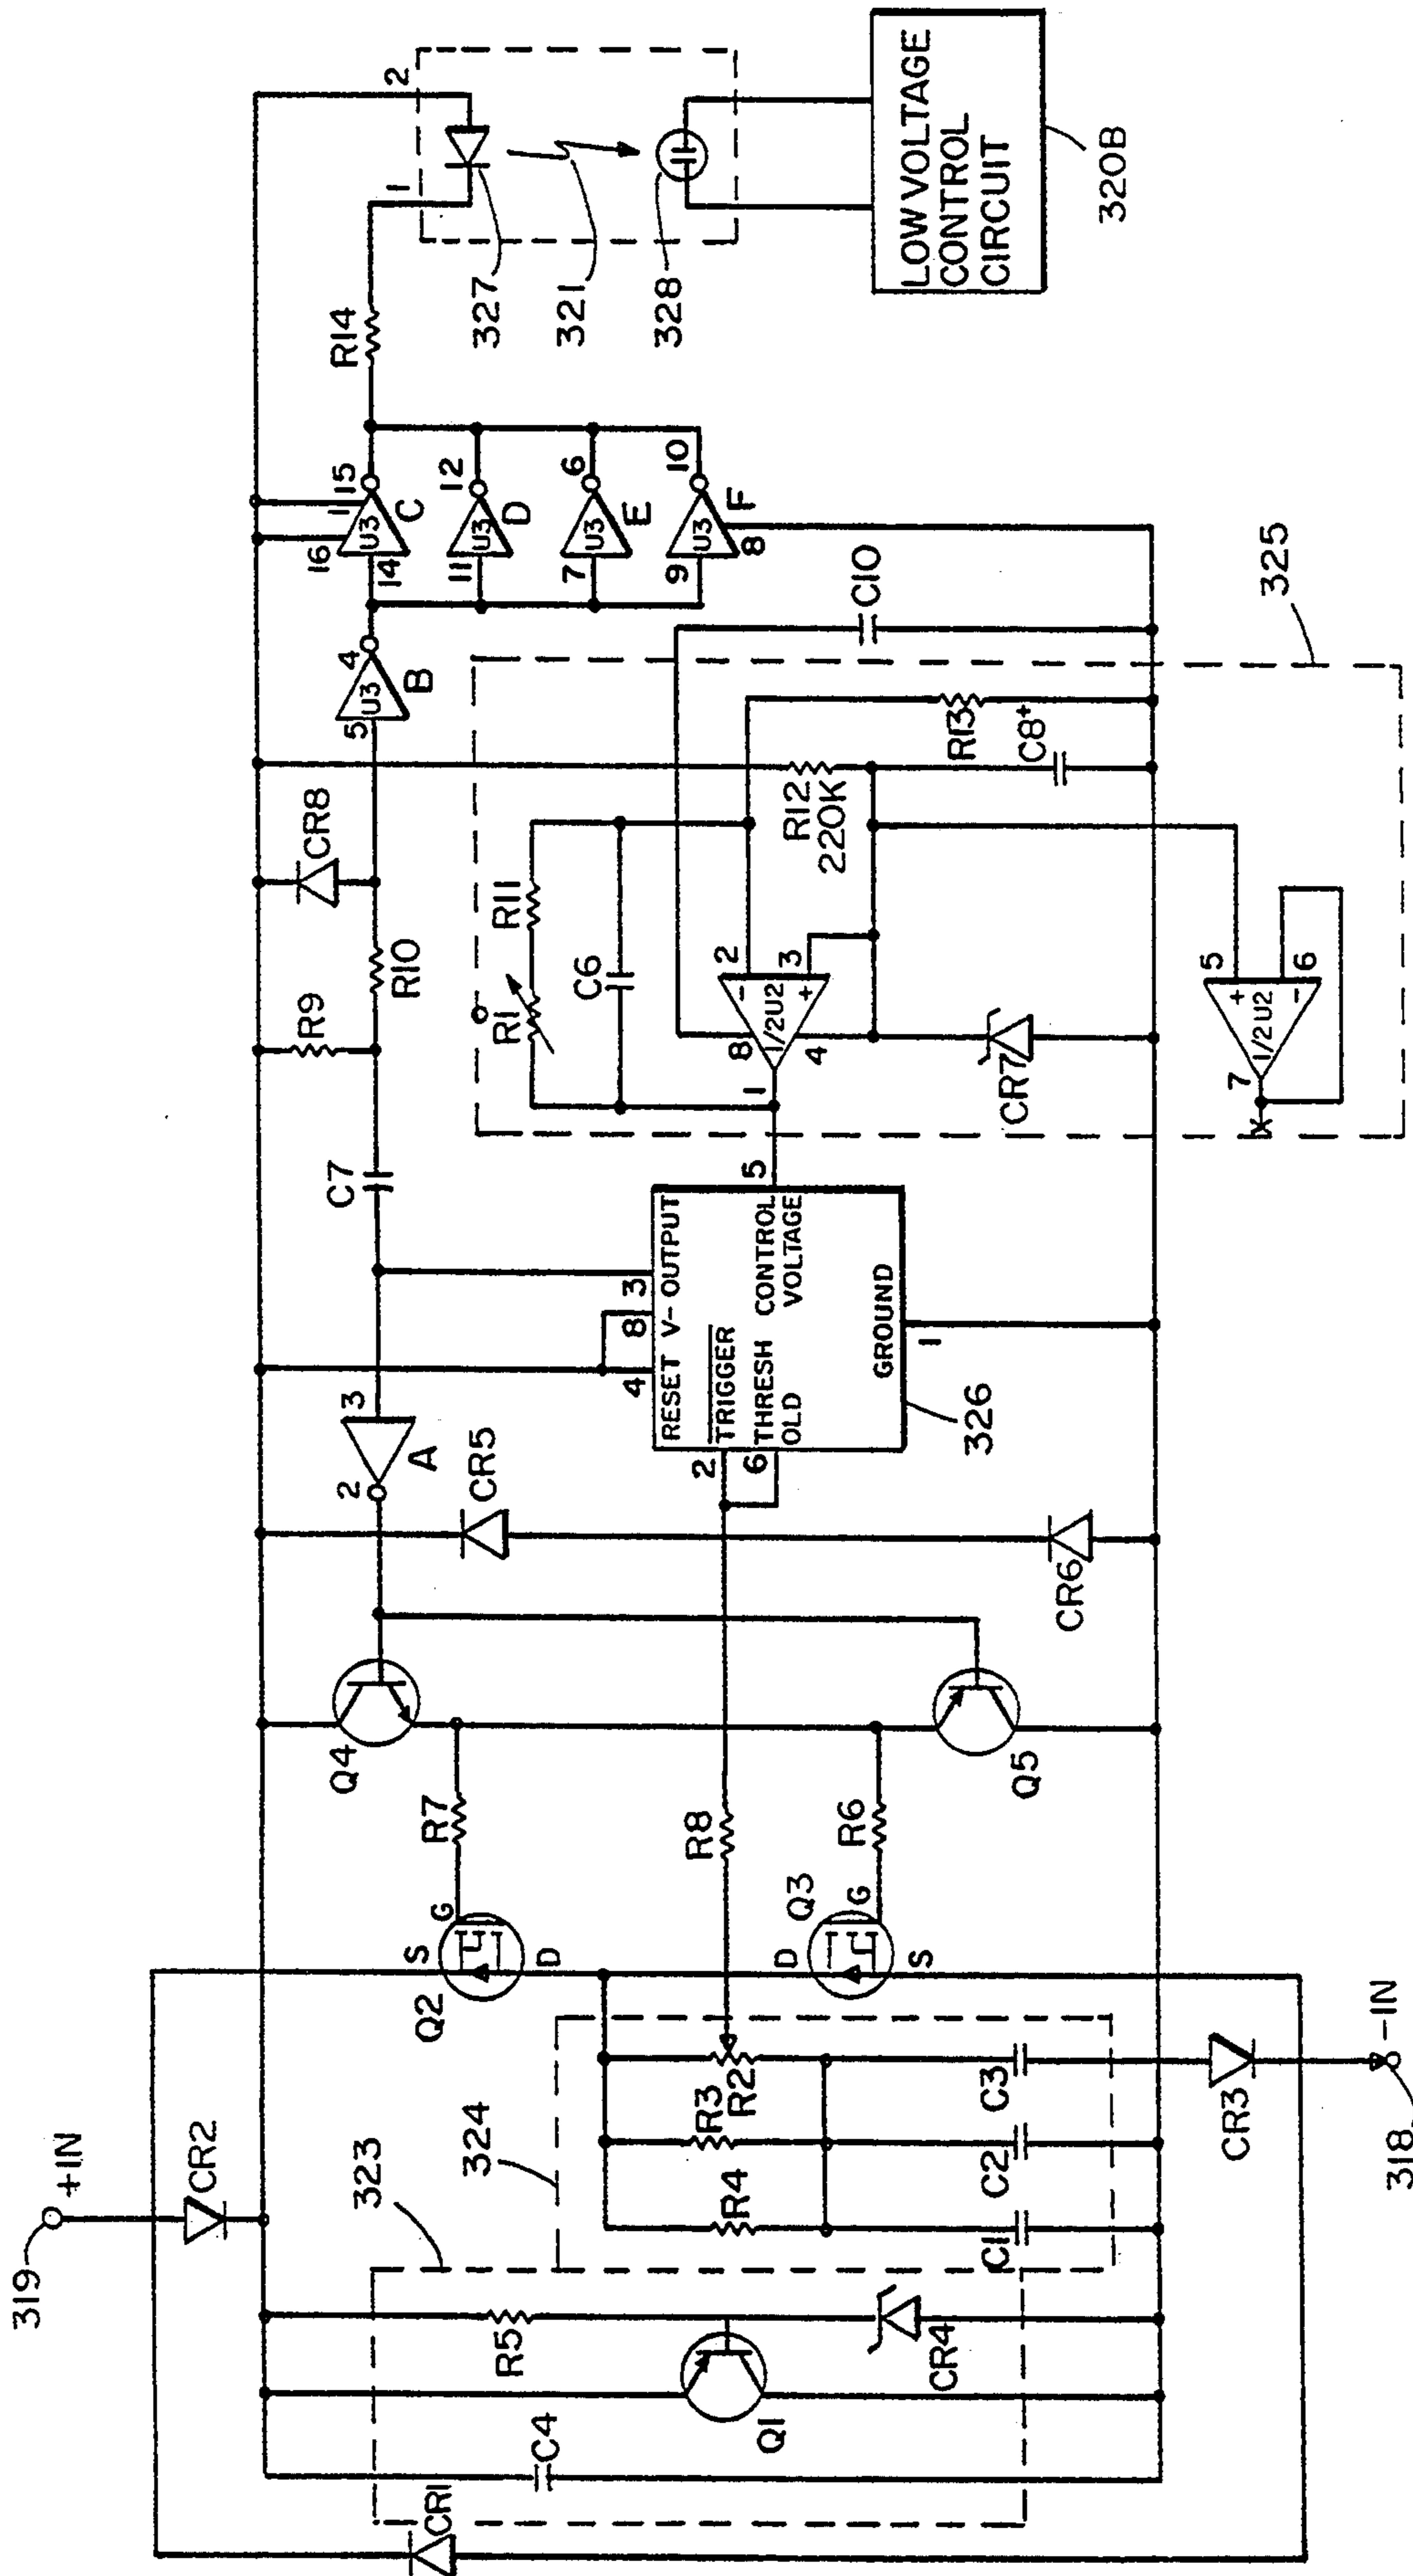 319
+IN
CR2
323
324
R4
R3
R2
C1
C2
C3
CR3
-IN
318
CR1
C4
R5
Q1
CR4
Q2
S
G
D
R7
R8
Q3
D
G
S
R6
Q4
Q5
2
3
A
CR5
CR6
4
8
3
RESET V- OUTPUT
2
TRIGGER
6
THRESH
OLD
CONTROL
VOLTAGE
5
GROUND
1
326
C7
R9
R10
CR8
5
4
U3
B
R1
R11
C6
1
8
2
-
1/2U2
+
3
4
CR7
R12
220K
R13
C8+
C10
7
X
5
+
1/2U2
-
6
325
16
1
14
U3
15
C
11
U3
12
D
7
U3
6
E
9
U3
10
F
8
R14
1
2
327
321
328
LOW VOLTAGE
CONTROL
CIRCUIT
320B